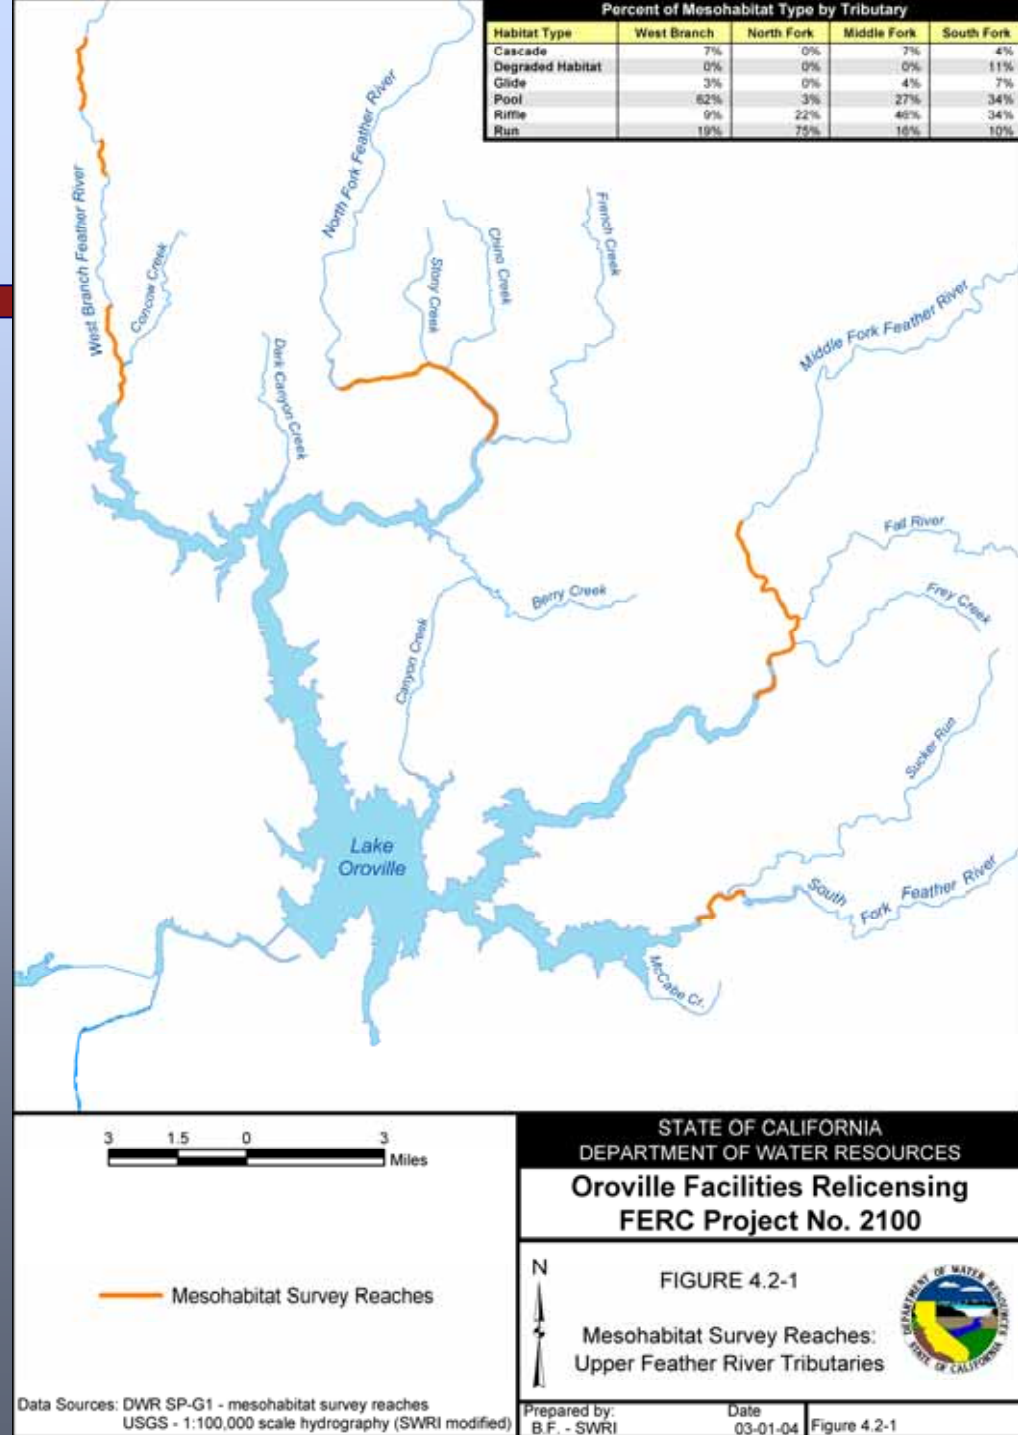 Percent of Mesohabitat Type by Tributary
Habitat Type West Branch North Fork Middle Fork South Fork
Cascade 7% 0% 7% 4%
Degraded Habitat 0% 0% 0% 11%
Glide 3% 0% 4% 7%
Pool 62% 3% 27% 34%
Riffle 9% 22% 46% 34%
Run 19% 75% 16% 10%
North Fork Feather River
West Branch Feather River
Concow Creek
Stony Creek
Chino Creek
French Creek
Dark Canyon Creek
Middle Fork Feather River
Fall River
Frey Creek
Berry Creek
Canyon Creek
Sucker Run
Lake
Oroville
South Fork Feather River
McCabe Cr.
3 1.5 0 3
Miles
Mesohabitat Survey Reaches
Data Sources: DWR SP-G1 - mesohabitat survey reaches
USGS - 1:100,000 scale hydrography (SWRI modified)
STATE OF CALIFORNIA
DEPARTMENT OF WATER RESOURCES
Oroville Facilities Relicensing
FERC Project No. 2100
N
FIGURE 4.2-1
Mesohabitat Survey Reaches:
Upper Feather River Tributaries
DEPARTMENT OF WATER RESOURCES
STATE OF CALIFORNIA
Prepared by:
B.F. - SWRI
Date
03-01-04
Figure 4.2-1